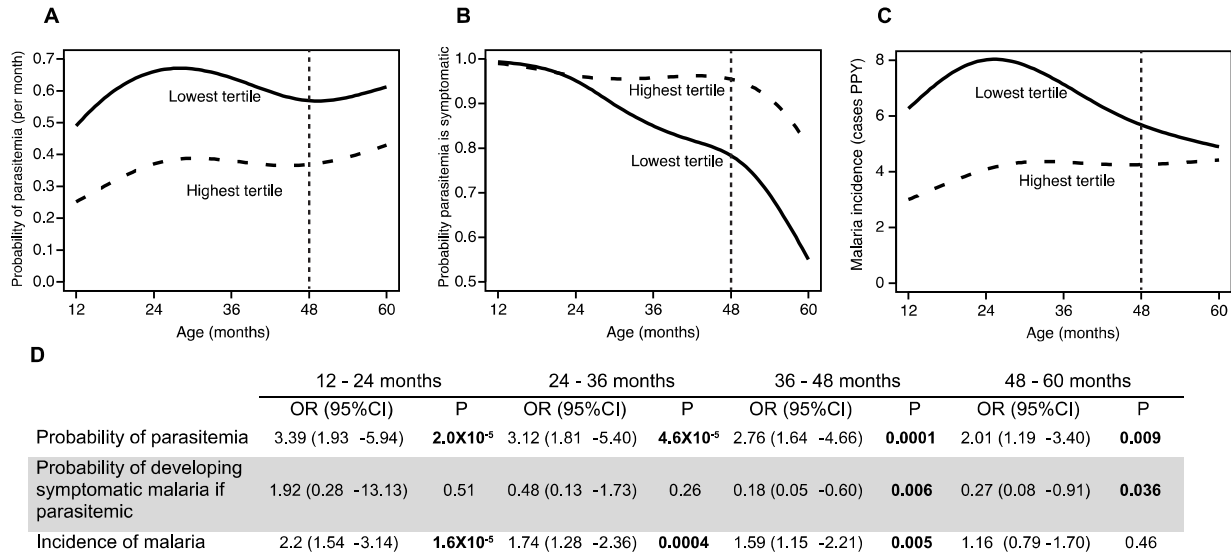 A
Probability of parasitemia (per month)
0.7
0.6
0.5
0.4
0.3
0.2
0.1
0.0
Lowest tertile
Highest tertile
12 24 36 48 60
Age (months)
B
Probability parasitemia is symptomatic
1.0
0.9
0.8
0.7
0.6
0.5
Highest tertile
Lowest tertile
12 24 36 48 60
Age (months)
C
Malaria incidence (cases PPY)
8
6
4
2
0
Lowest tertile
Highest tertile
12 24 36 48 60
Age (months)
D
12 - 24 months 24 - 36 months 36 - 48 months 48 - 60 months
OR (95%CI) P OR (95%CI) P OR (95%CI) P OR (95%CI) P
Probability of parasitemia 3.39 (1.93 -5.94) 2.0X10⁻⁵ 3.12 (1.81 -5.40) 4.6X10⁻⁵ 2.76 (1.64 -4.66) 0.0001 2.01 (1.19 -3.40) 0.009
Probability of developing
symptomatic malaria if 1.92 (0.28 -13.13) 0.51 0.48 (0.13 -1.73) 0.26 0.18 (0.05 -0.60) 0.006 0.27 (0.08 -0.91) 0.036
parasitemic
Incidence of malaria 2.2 (1.54 -3.14) 1.6X10⁻⁵ 1.74 (1.28 -2.36) 0.0004 1.59 (1.15 -2.21) 0.005 1.16 (0.79 -1.70) 0.46